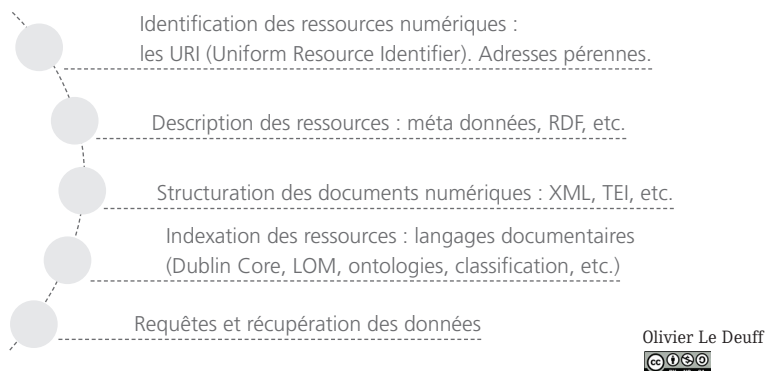 Identification des ressources numériques :
les URI (Uniform Resource Identifier). Adresses pérennes.
Description des ressources : méta données, RDF, etc.
Structuration des documents numériques : XML, TEI, etc.
Indexation des ressources : langages documentaires
(Dublin Core, LOM, ontologies, classification, etc.)
Requêtes et récupération des données
Olivier Le Deuff